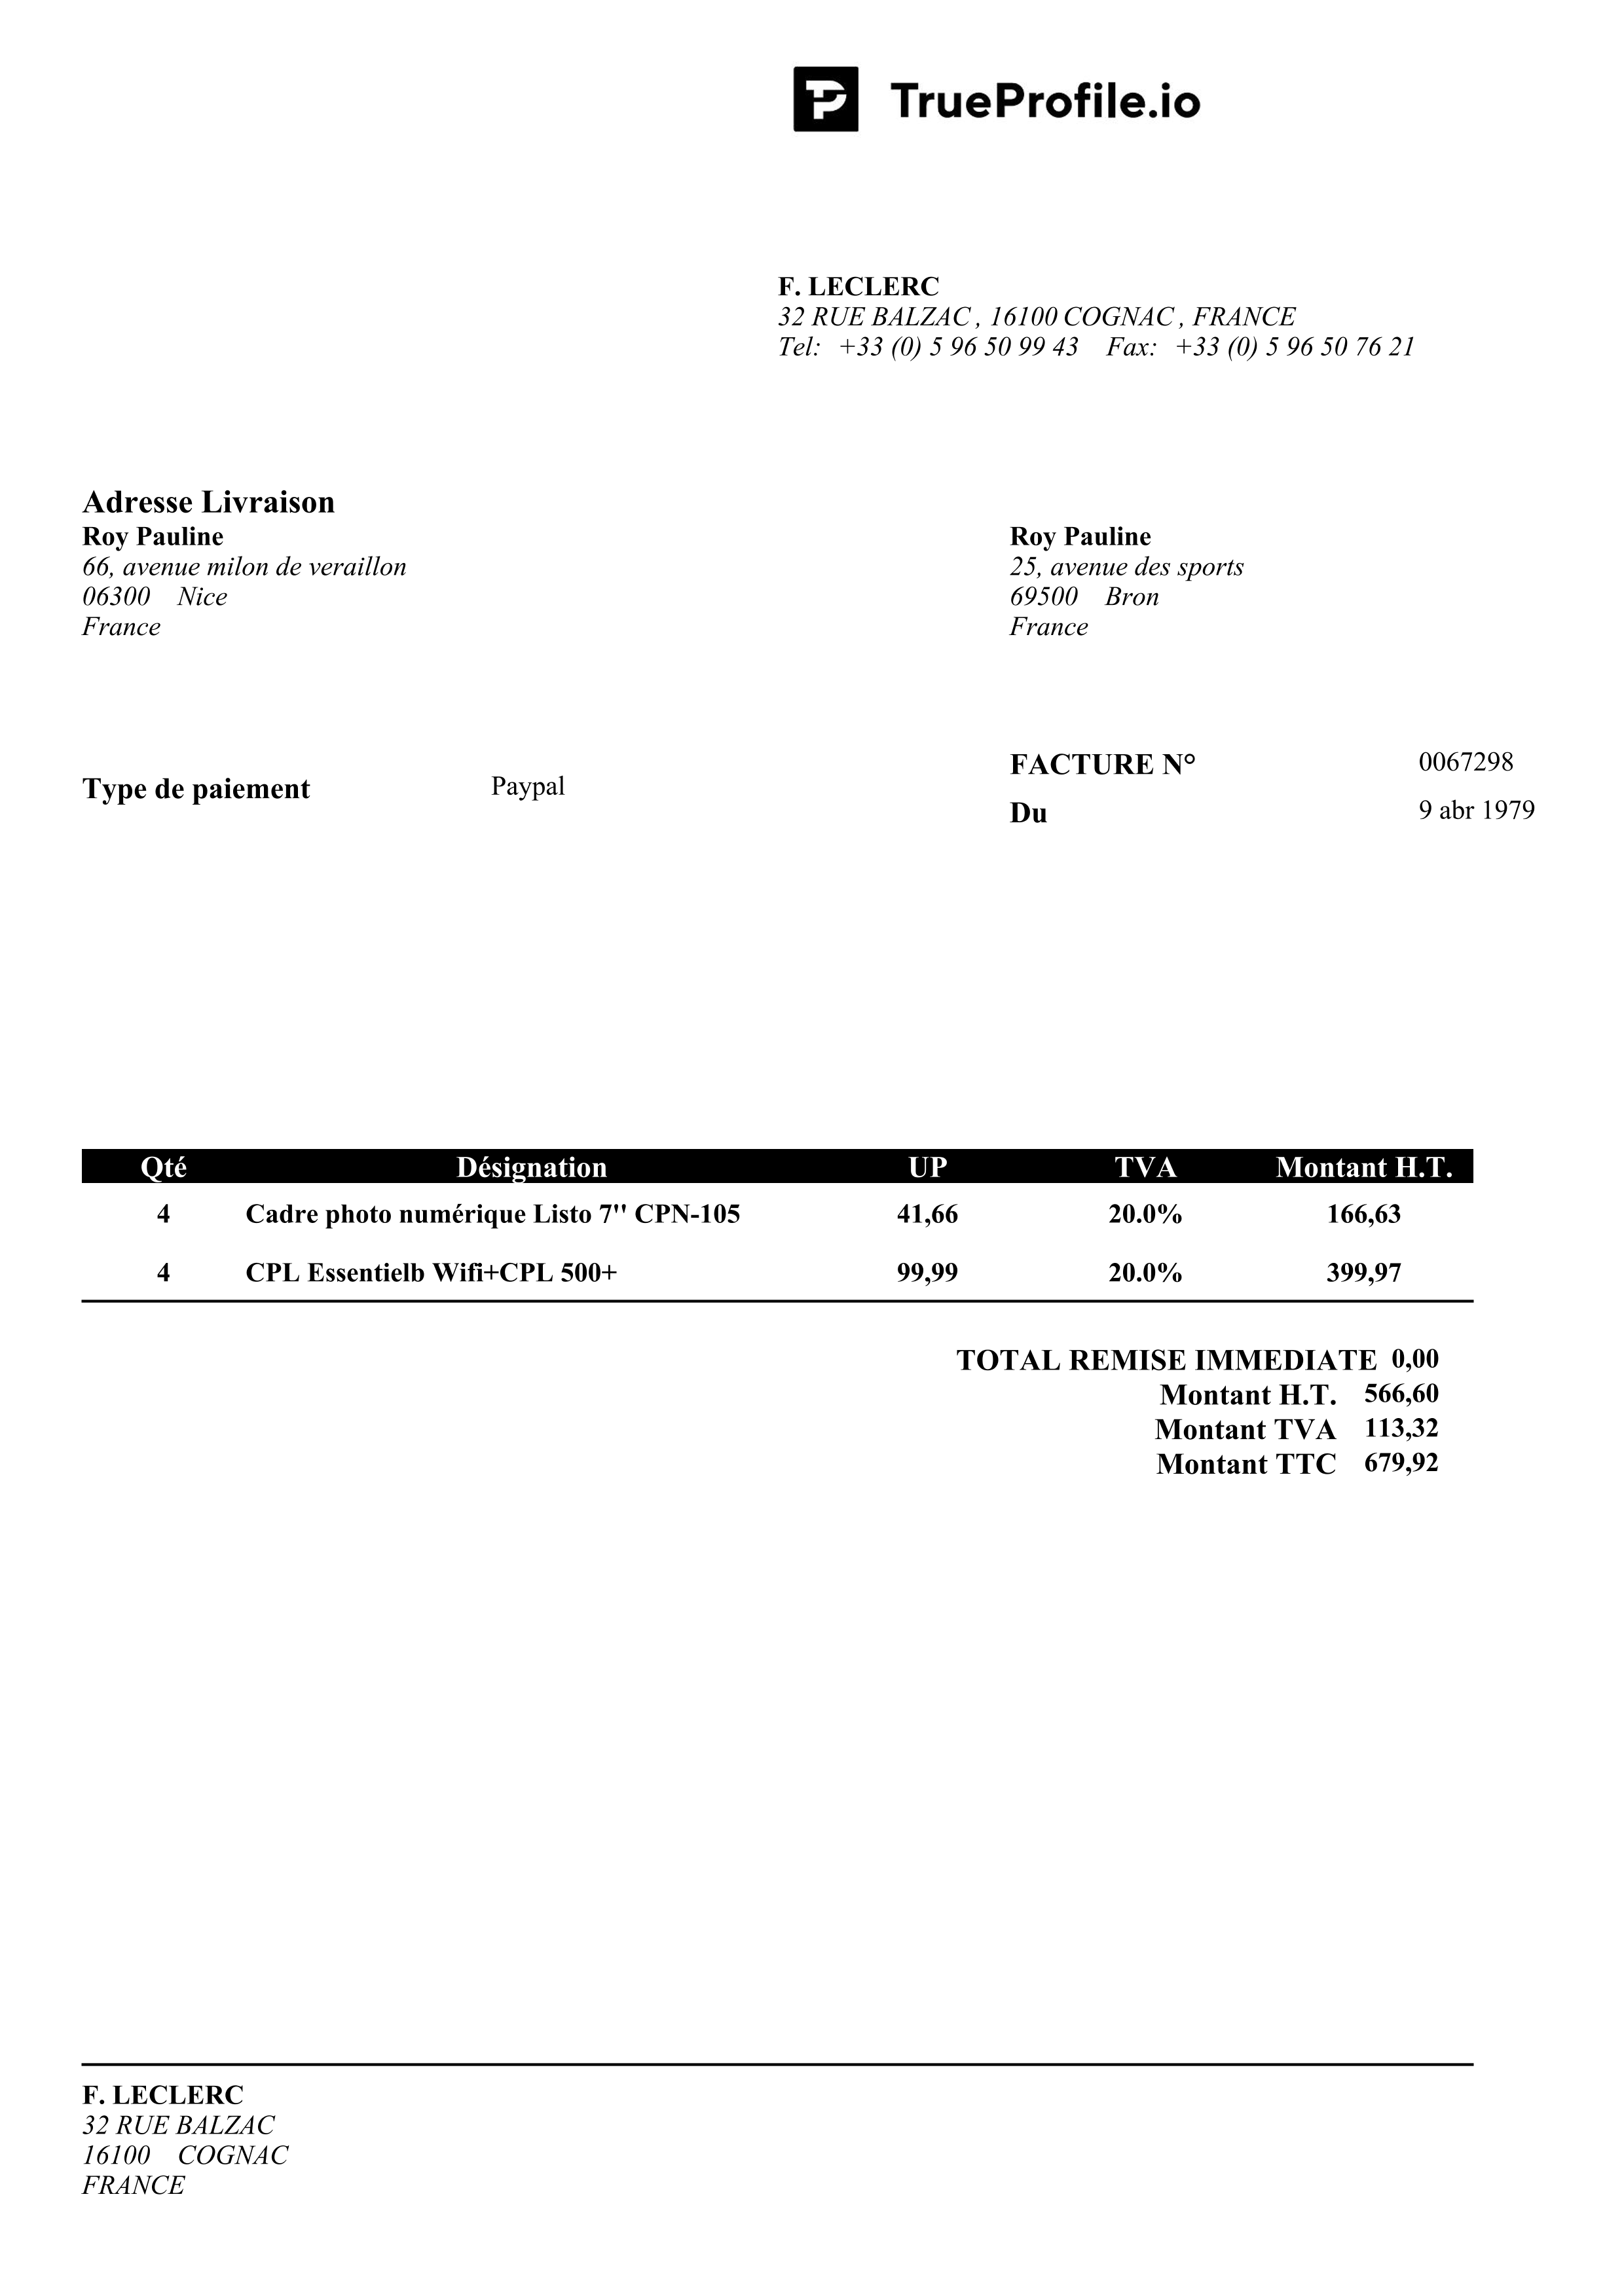 TrueProfile.io
F. LECLERC
32 RUE BALZAC , 16100 COGNAC , FRANCE
Tel: +33 (0) 5 96 50 99 43 Fax: +33 (0) 5 96 50 76 21
Adresse Livraison
Roy Pauline
66, avenue milon de veraillon
06300 Nice
France
Roy Pauline
25, avenue des sports
69500 Bron
France
Type de paiement Paypal
FACTURE N° 0067298
Du 9 abr 1979
Qté Désignation UP TVA Montant H.T.
4 Cadre photo numérique Listo 7'' CPN-105 41,66 20.0% 166,63
4 CPL Essentielb Wifi+CPL 500+ 99,99 20.0% 399,97
TOTAL REMISE IMMEDIATE 0,00
Montant H.T. 566,60
Montant TVA 113,32
Montant TTC 679,92
F. LECLERC
32 RUE BALZAC
16100 COGNAC
FRANCE